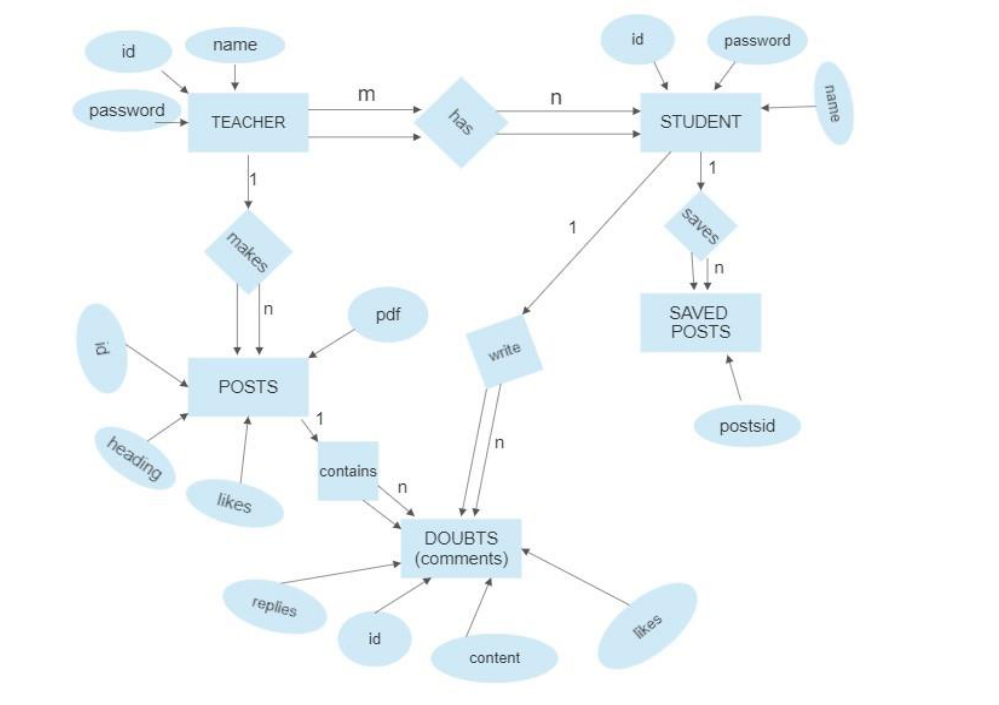 id
name
password
TEACHER
m
has
n
id
password
name
STUDENT
1
makes
n
1
saves
n
SAVED
POSTS
postsid
1
write
n
id
pdf
POSTS
heading
likes
1
contains
n
DOUBTS
(comments)
replies
id
content
likes